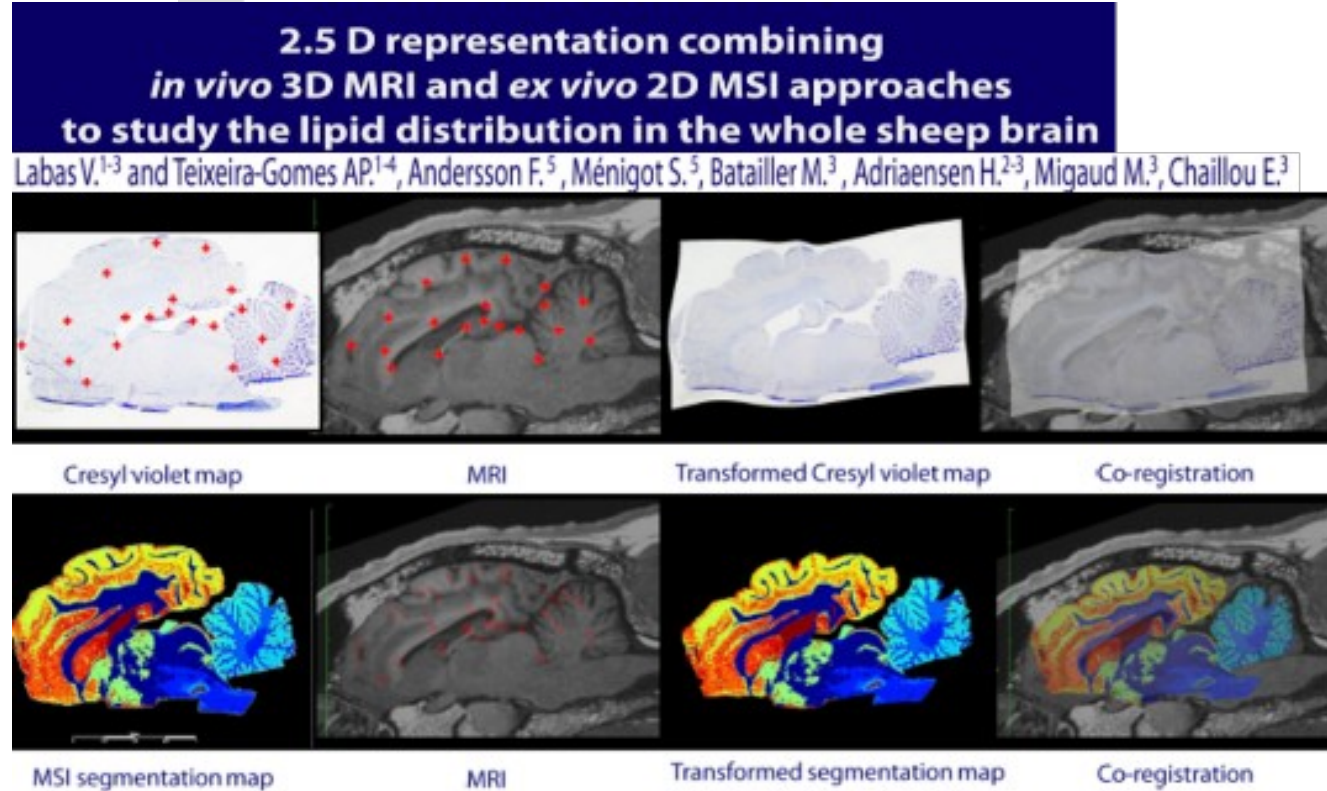 2.5 D representation combining
in vivo 3D MRI and ex vivo 2D MSI approaches
to study the lipid distribution in the whole sheep brain
Labas V.¹⁻³ and Teixeira-Gomes AP.¹⁻⁴, Andersson F.⁵ , Ménigot S.⁵, Batailler M.³ , Adriaensen H.²⁻³, Migaud M.³, Chaillou E.³
Cresyl violet map MRI Transformed Cresyl violet map Co-registration
MSI segmentation map MRI Transformed segmentation map Co-registration